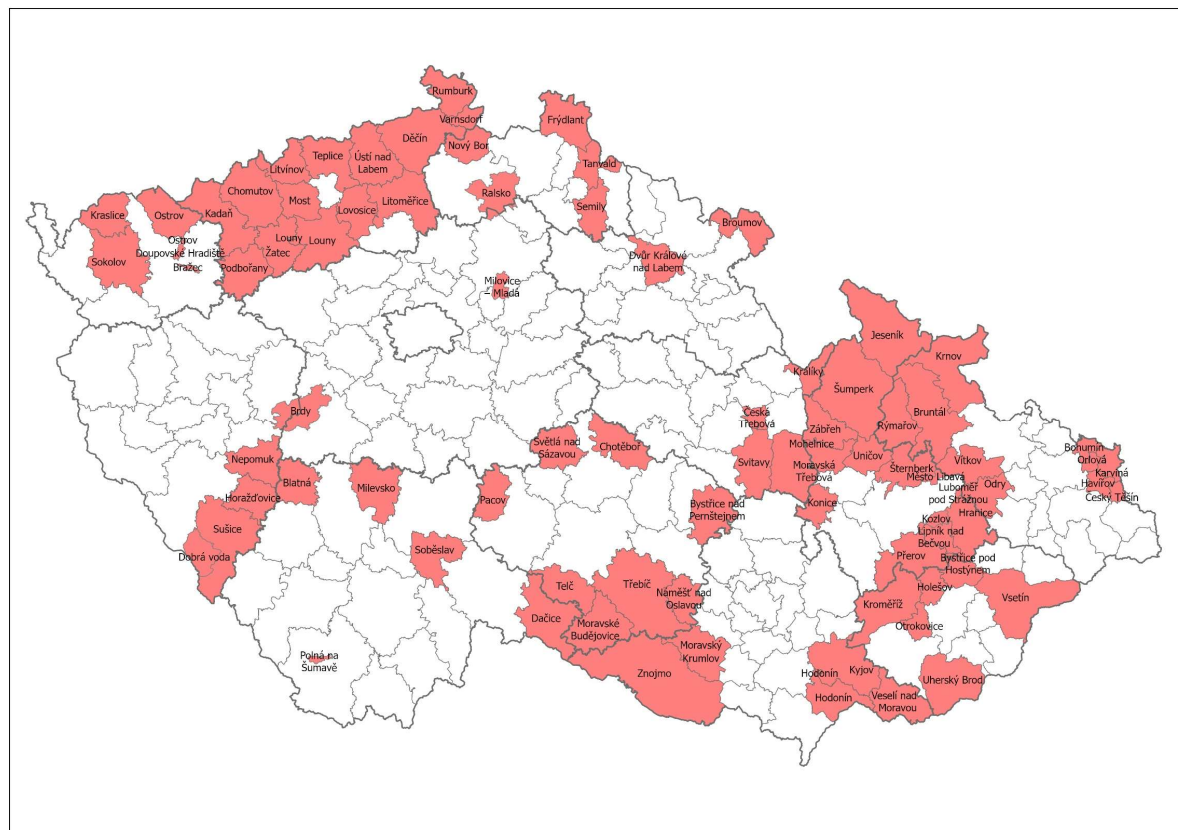 Rumburk
Varnsdorf
Děčín
Nový Bor
Frýdlant
Teplice
Ústí nad
Labem
Litvínov
Tanvald
Chomutov
Most
Ralsko
Litoměřice
Lovosice
Semily
Kraslice
Ostrov
Kadaň
Broumov
Louny
Louny
Žatec
Ostrov
Doupovské Hradiště
Bražec
Sokolov
Podbořany
Dvůr Králové
nad Labem
Milovice
– Mladá
Jeseník
Krnov
Králíky
Šumperk
Brdy
Česká
Třebová
Bruntál
Rýmařov
Zábřeh
Světlá nad
Sázavou
Chotěboř
Mohelnice
Bohumín
Orlová
Nepomuk
Svitavy
Moravská
Třebová
Uničov
Šternberk
Město Libavá
Vítkov
Karviná
Havířov
Český Těšín
Blatná
Milevsko
Horažďovice
Pacov
Bystřice nad
Pernštejnem
Konice
Luboměř
pod Strážnou
Odry
Hranice
Kozlov
Lipník nad
Bečvou
Sušice
Dobrá voda
Soběslav
Přerov
Bystřice pod
Hostýnem
Telč
Třebíč
Náměšť nad
Oslavou
Holešov
Vsetín
Kroměříž
Otrokovice
Dačice
Moravské
Budějovice
Moravský
Krumlov
Polná na
Šumavě
Znojmo
Hodonín
Kyjov
Uherský Brod
Hodonín
Veselí nad
Moravou